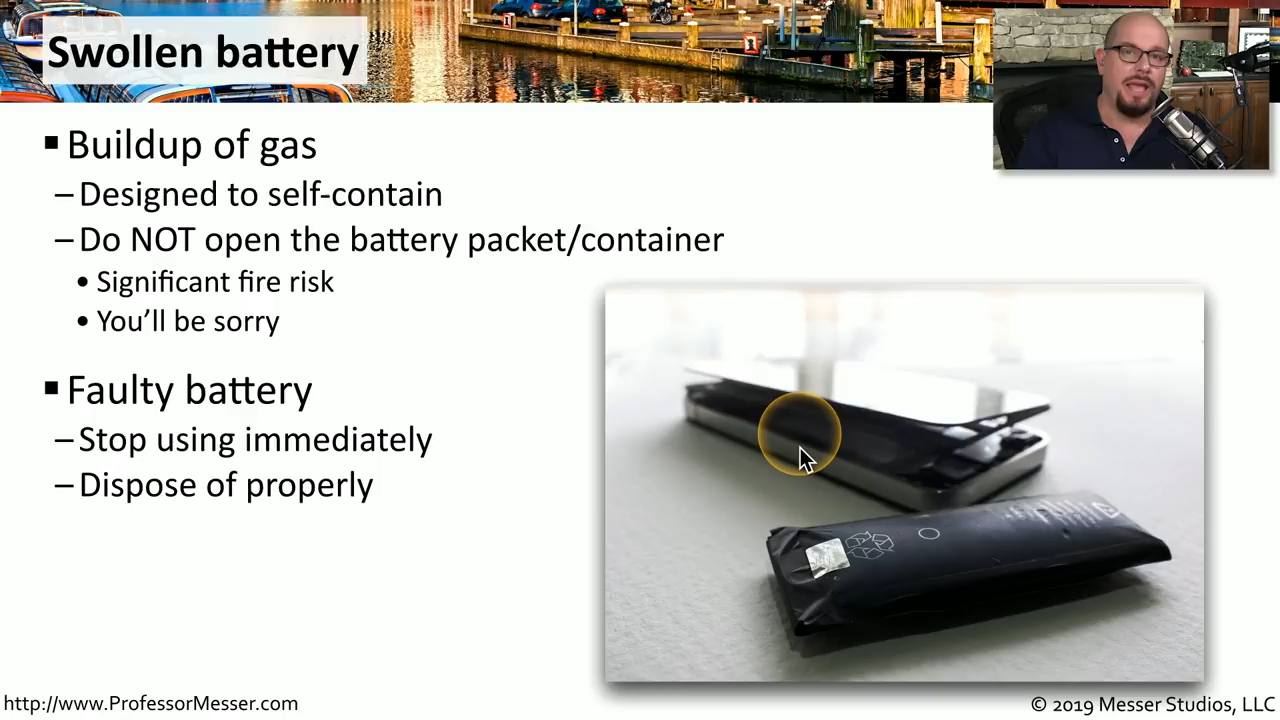 Swollen battery
▪ Buildup of gas
– Designed to self-contain
– Do NOT open the battery packet/container
• Significant fire risk
• You’ll be sorry
▪ Faulty battery
– Stop using immediately
– Dispose of properly
http://www.ProfessorMesser.com
© 2019 Messer Studios, LLC